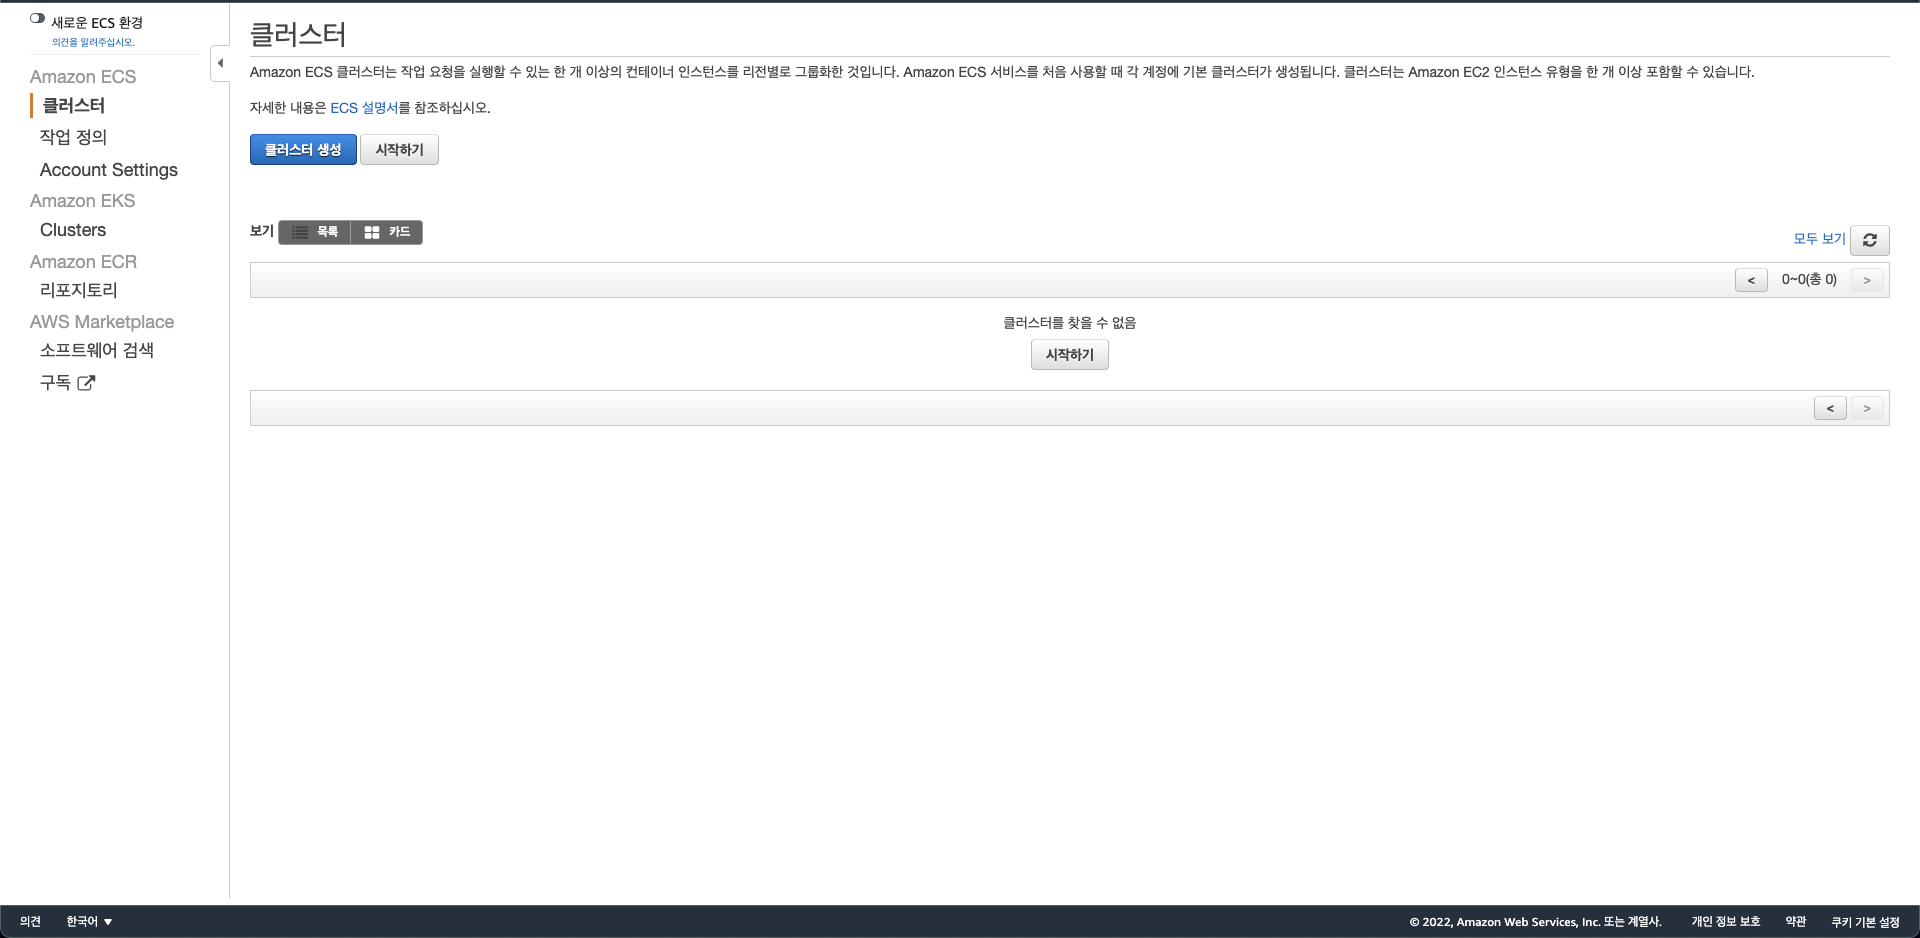 새로운 ECS 환경
의견을 알려주십시오.
Amazon ECS
클러스터
작업 정의
Account Settings
Amazon EKS
Clusters
Amazon ECR
리포지토리
AWS Marketplace
소프트웨어 검색
구독
클러스터
Amazon ECS 클러스터는 작업 요청을 실행할 수 있는 한 개 이상의 컨테이너 인스턴스를 리전별로 그룹화한 것입니다. Amazon ECS 서비스를 처음 사용할 때 각 계정에 기본 클러스터가 생성됩니다. 클러스터는 Amazon EC2 인스턴스 유형을 한 개 이상 포함할 수 있습니다.
자세한 내용은 ECS 설명서를 참조하십시오.
클러스터 생성 시작하기
보기 목록 카드
모두 보기
< 0~0(총 0) >
클러스터를 찾을 수 없음
시작하기
< >
의견 한국어 © 2022, Amazon Web Services, Inc. 또는 계열사. 개인 정보 보호 약관 쿠키 기본 설정